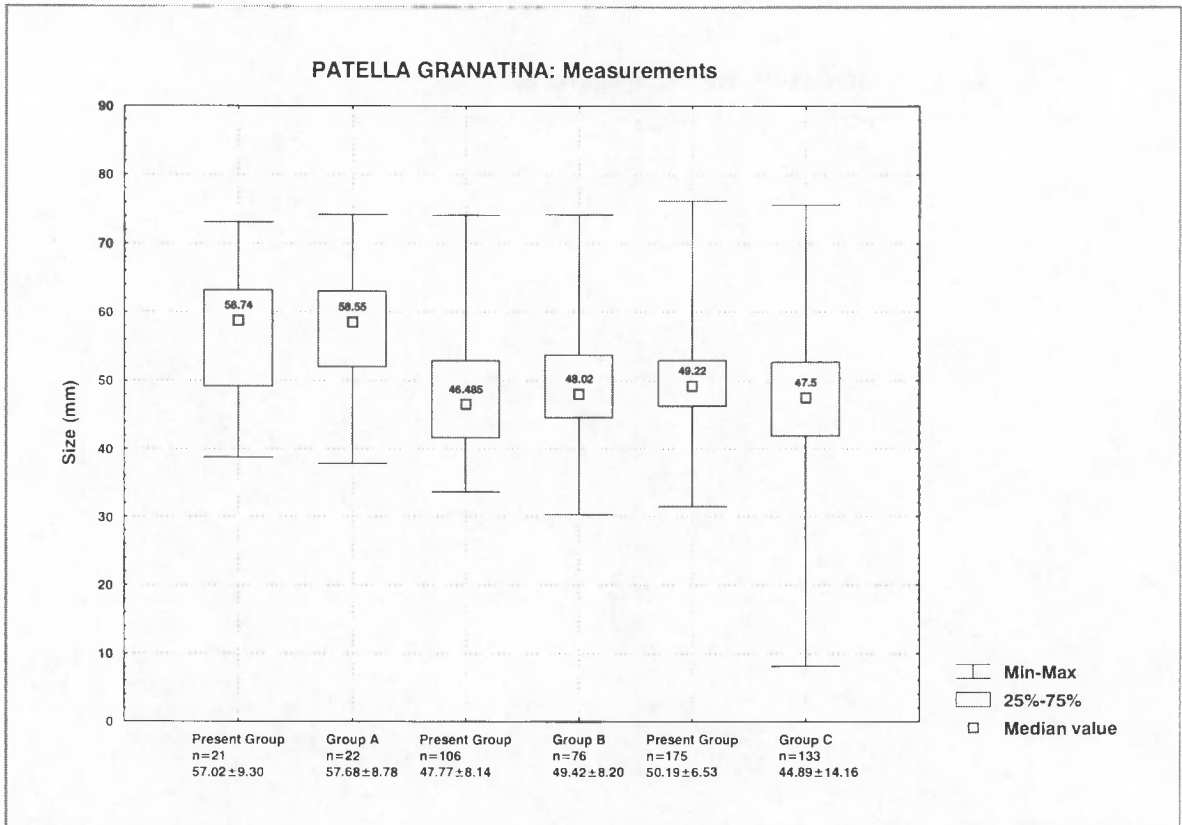 PATELLA GRANATINA: Measurements
Size (mm)
90
80
70
60
50
40
30
20
10
0
58.74
58.55
46.485
48.02
49.22
47.5
Present Group
n=21
57.02±9.30
Group A
n=22
57.68±8.78
Present Group
n=106
47.77±8.14
Group B
n=76
49.42±8.20
Present Group
n=175
50.19±6.53
Group C
n=133
44.89±14.16
Min-Max
25%-75%
Median value